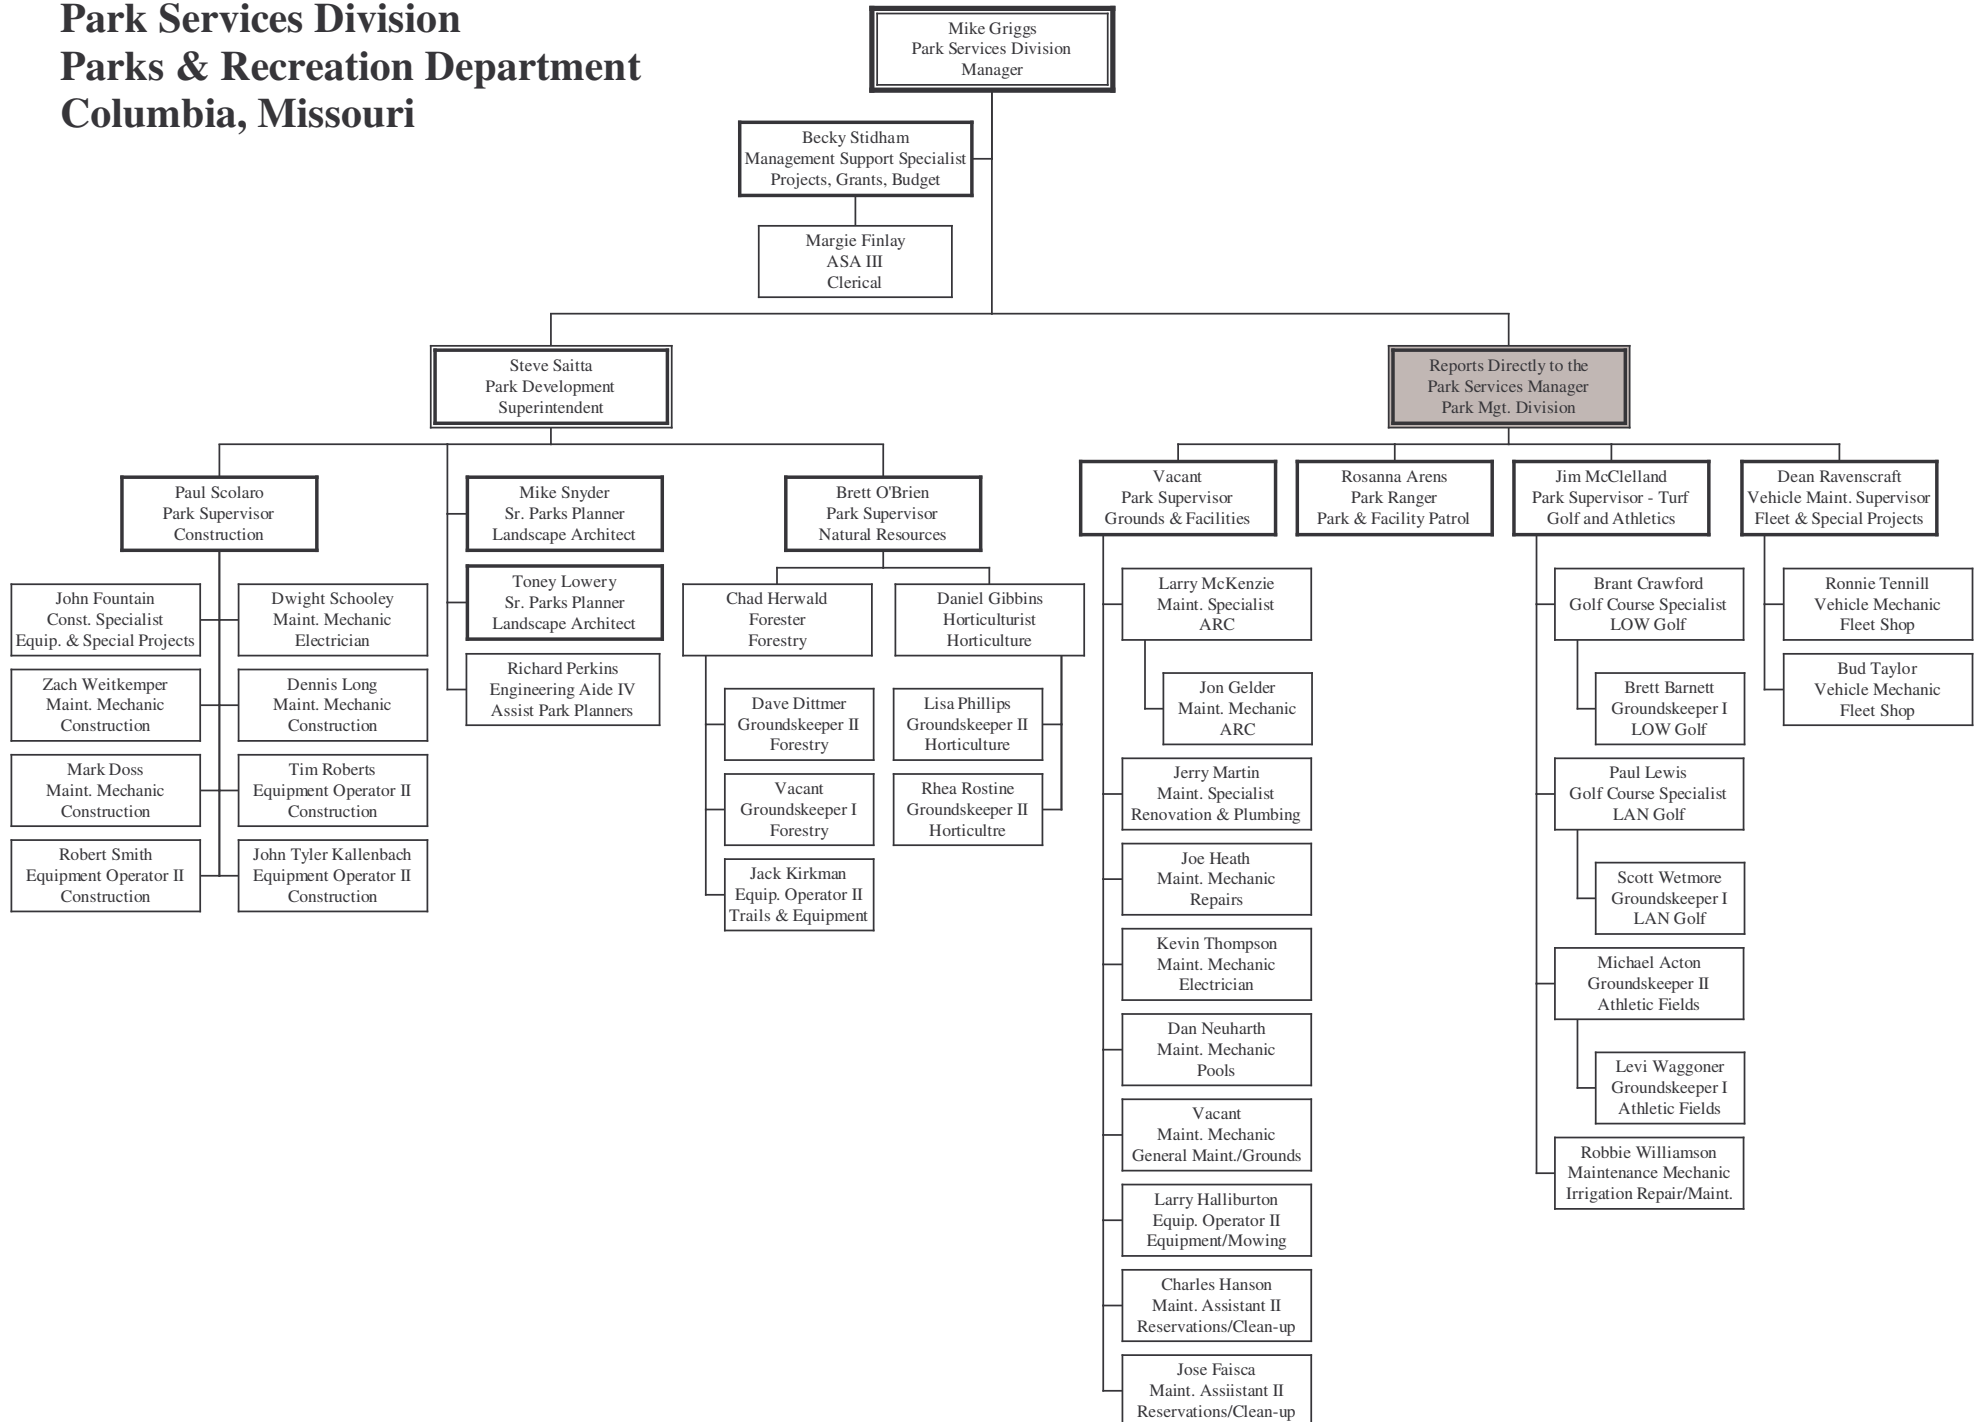 Park Services Division
Parks & Recreation Department
Columbia, Missouri
Mike Griggs
Park Services Division
Manager
Becky Stidham
Management Support Specialist
Projects, Grants, Budget
Margie Finlay
ASA III
Clerical
Steve Saitta
Park Development
Superintendent
Reports Directly to the
Park Services Manager
Park Mgt. Division
Paul Scolaro
Park Supervisor
Construction
John Fountain
Const. Specialist
Equip. & Special Projects
Dwight Schooley
Maint. Mechanic
Electrician
Zach Weitkemper
Maint. Mechanic
Construction
Dennis Long
Maint. Mechanic
Construction
Mark Doss
Maint. Mechanic
Construction
Tim Roberts
Equipment Operator II
Construction
Robert Smith
Equipment Operator II
Construction
John Tyler Kallenbach
Equipment Operator II
Construction
Mike Snyder
Sr. Parks Planner
Landscape Architect
Toney Lowery
Sr. Parks Planner
Landscape Architect
Richard Perkins
Engineering Aide IV
Assist Park Planners
Brett O'Brien
Park Supervisor
Natural Resources
Chad Herwald
Forester
Forestry
Dave Dittmer
Groundskeeper II
Forestry
Vacant
Groundskeeper I
Forestry
Jack Kirkman
Equip. Operator II
Trails & Equipment
Daniel Gibbins
Horticulturist
Horticulture
Lisa Phillips
Groundskeeper II
Horticulture
Rhea Rostine
Groundskeeper II
Horticultre
Vacant
Park Supervisor
Grounds & Facilities
Larry McKenzie
Maint. Specialist
ARC
Jon Gelder
Maint. Mechanic
ARC
Jerry Martin
Maint. Specialist
Renovation & Plumbing
Joe Heath
Maint. Mechanic
Repairs
Kevin Thompson
Maint. Mechanic
Electrician
Dan Neuharth
Maint. Mechanic
Pools
Vacant
Maint. Mechanic
General Maint./Grounds
Larry Halliburton
Equip. Operator II
Equipment/Mowing
Charles Hanson
Maint. Assistant II
Reservations/Clean-up
Jose Faisca
Maint. Assiistant II
Reservations/Clean-up
Rosanna Arens
Park Ranger
Park & Facility Patrol
Jim McClelland
Park Supervisor - Turf
Golf and Athletics
Brant Crawford
Golf Course Specialist
LOW Golf
Brett Barnett
Groundskeeper I
LOW Golf
Paul Lewis
Golf Course Specialist
LAN Golf
Scott Wetmore
Groundskeeper I
LAN Golf
Michael Acton
Groundskeeper II
Athletic Fields
Levi Waggoner
Groundskeeper I
Athletic Fields
Robbie Williamson
Maintenance Mechanic
Irrigation Repair/Maint.
Dean Ravenscraft
Vehicle Maint. Supervisor
Fleet & Special Projects
Ronnie Tennill
Vehicle Mechanic
Fleet Shop
Bud Taylor
Vehicle Mechanic
Fleet Shop